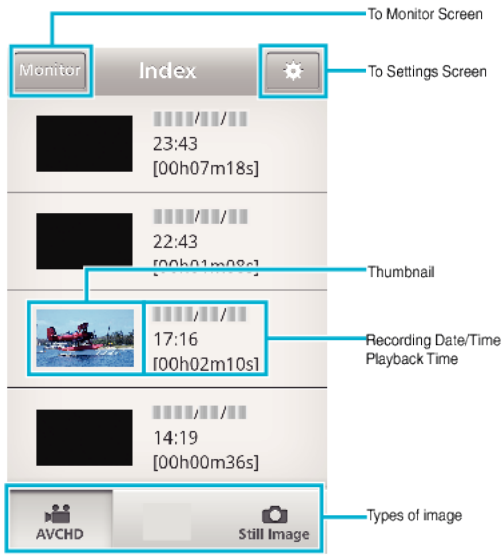 To Monitor Screen
Monitor Index
To Settings Screen
23:43
[00h07m18s]
22:43
[00h01m08s]
Thumbnail
17:16
[00h02m10s]
Recording Date/Time
Playback Time
14:19
[00h00m36s]
AVCHD
Still Image
Types of image